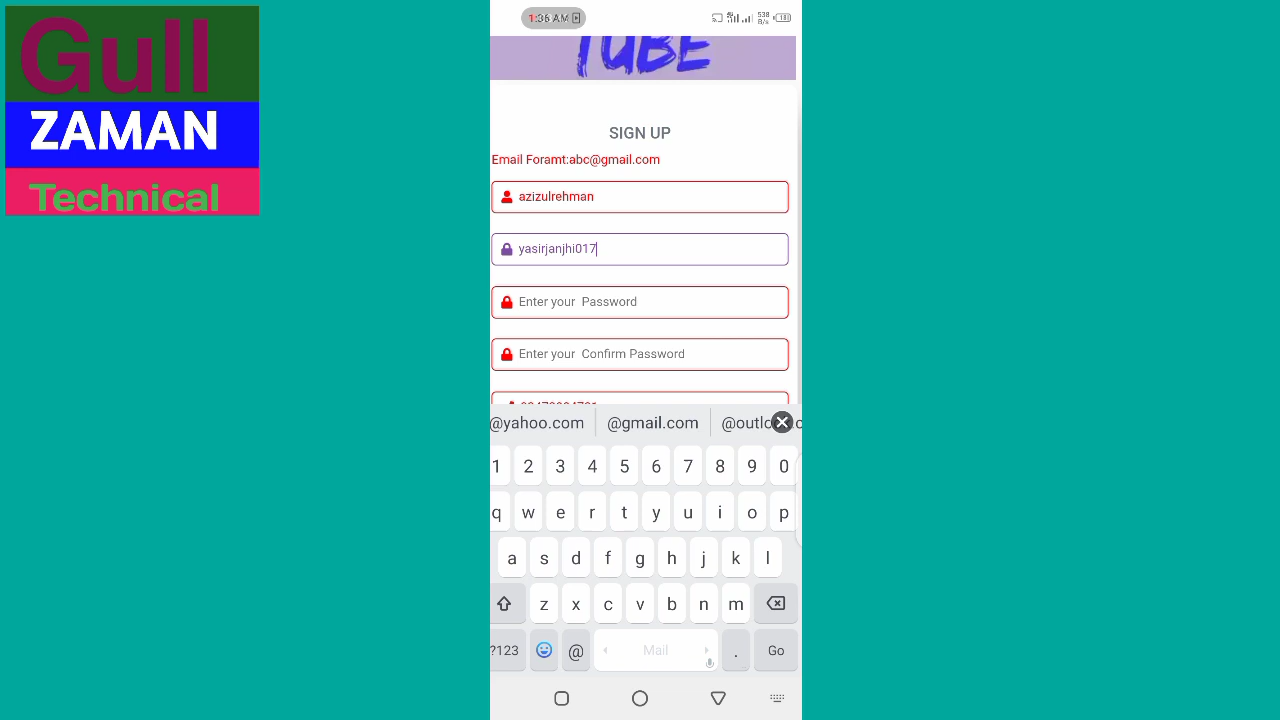 Gull
ZAMAN
Technical
1:36 AM
538
B/s
TUBE
SIGN UP
Email Foramt:abc@gmail.com
azizulrehman
yasirjanjhi017
Enter your Password
Enter your Confirm Password
@yahoo.com @gmail.com
1 2 3 4 5 6 7 8 9 0
q w e r t y u i o p
a s d f g h j k l
z x c v b n m
?123 @ Mail . Go